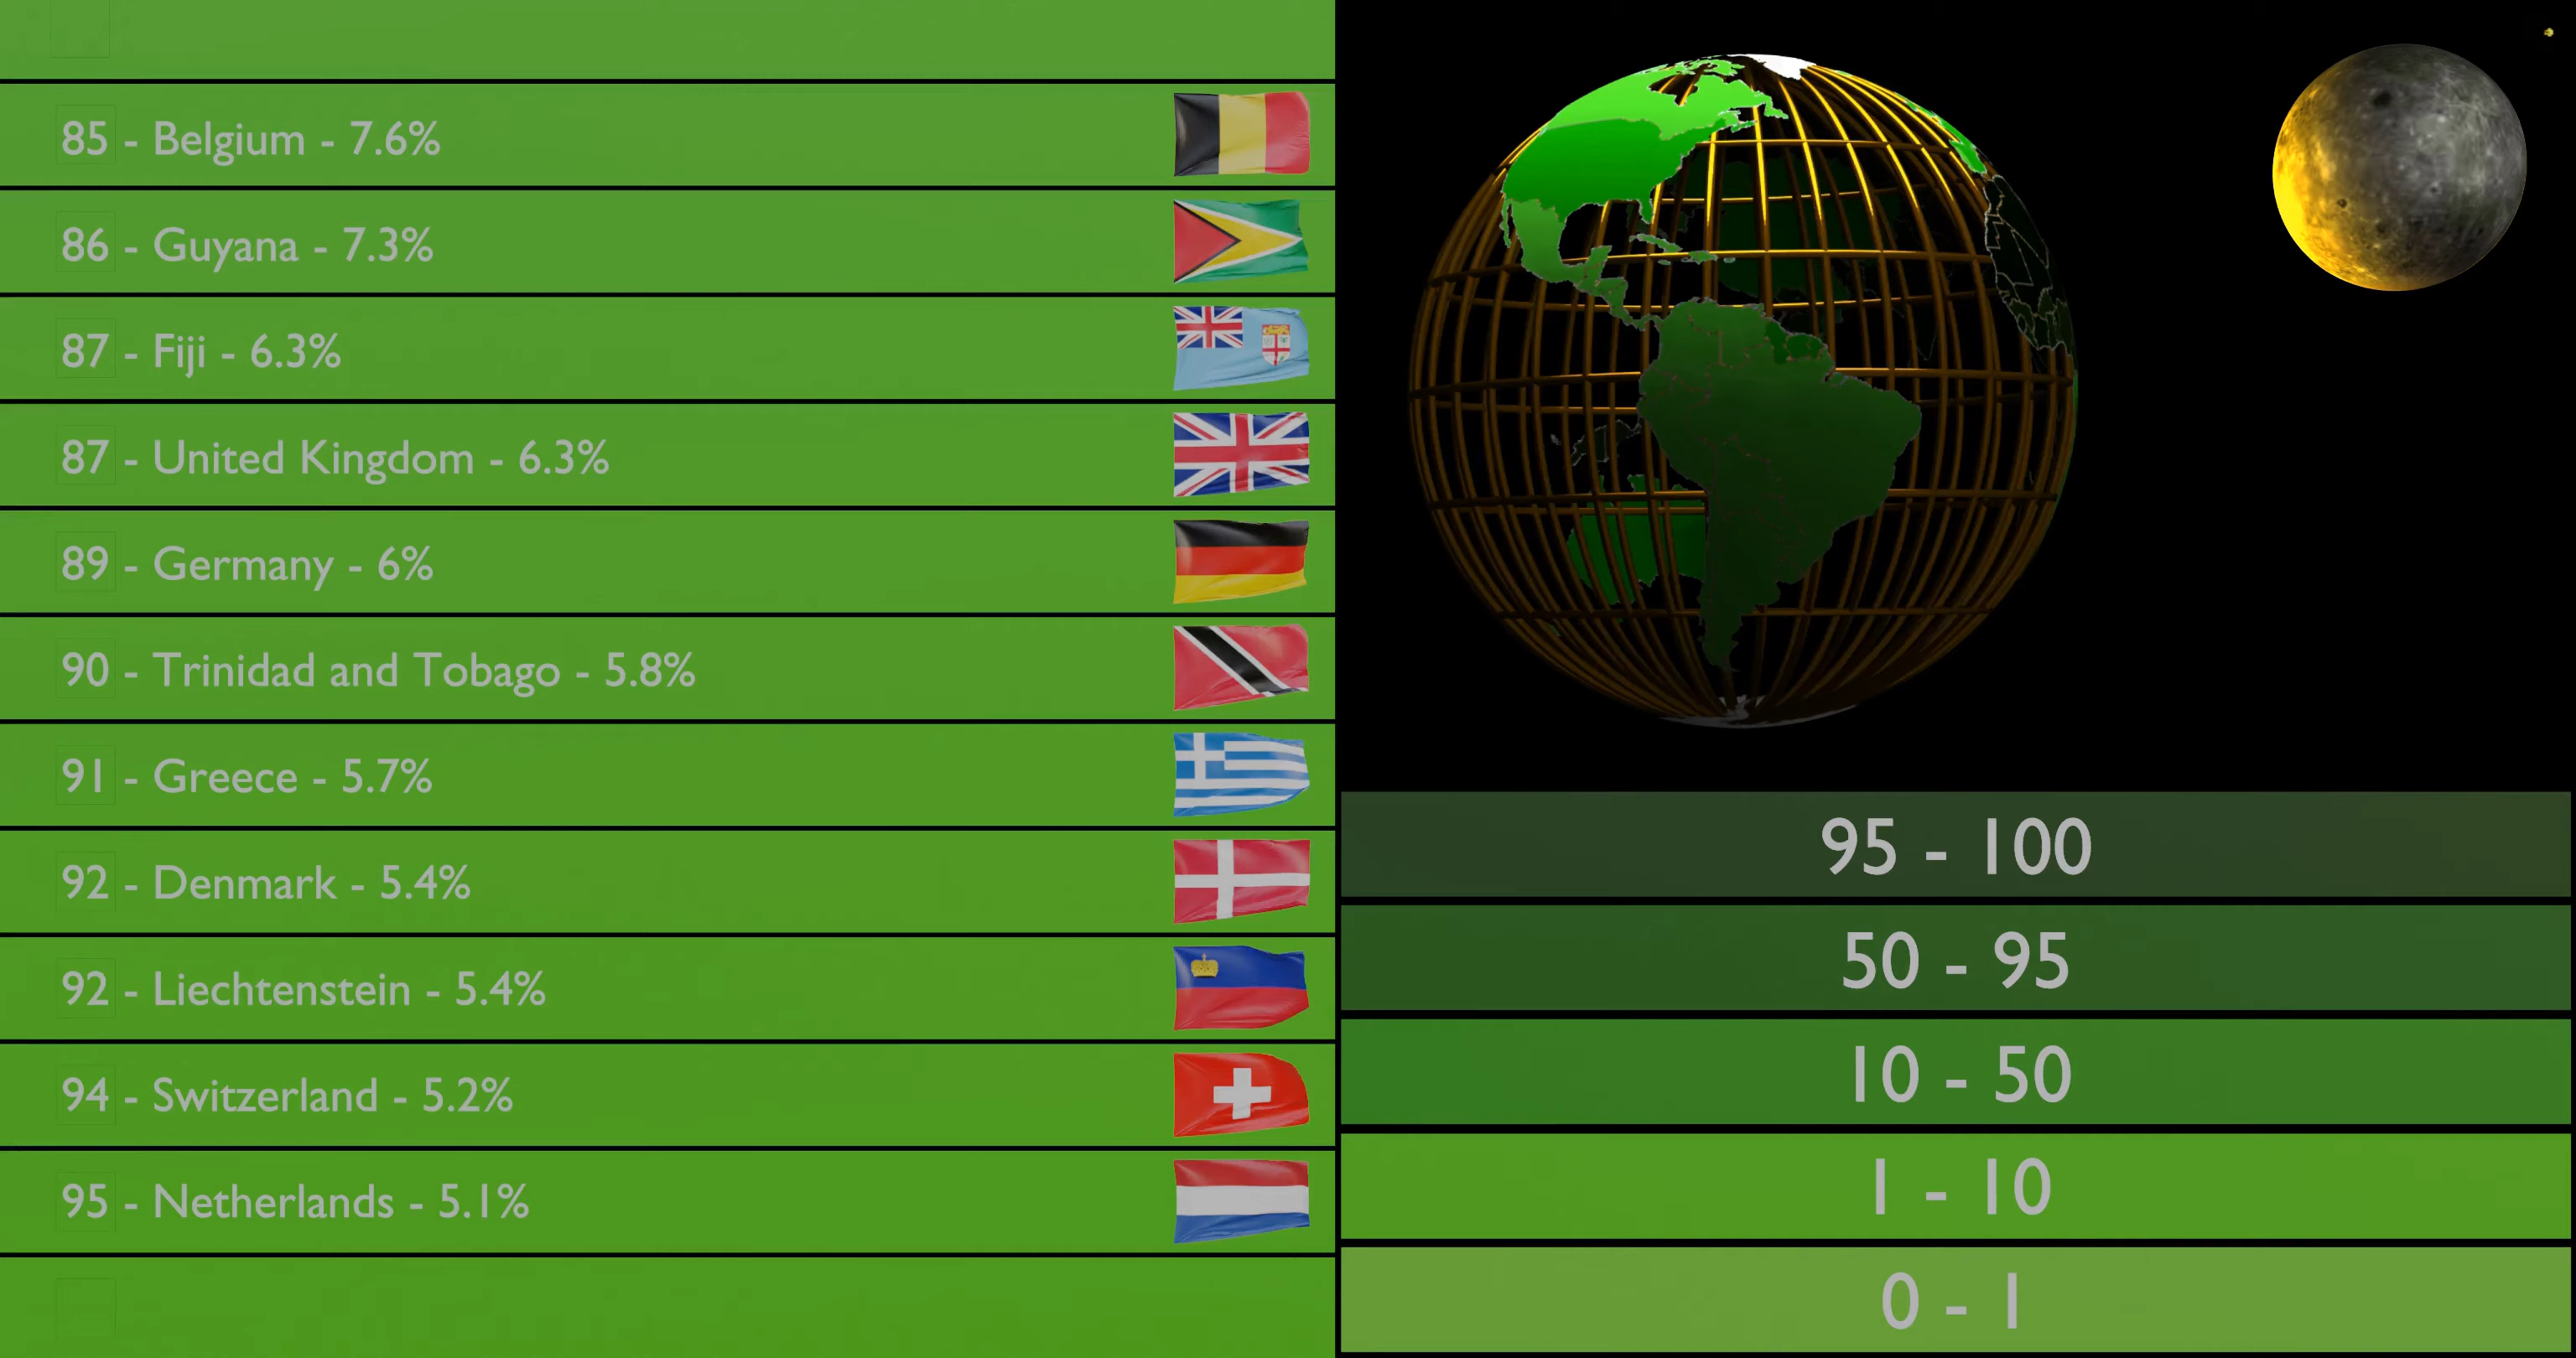 85 - Belgium - 7.6%
86 - Guyana - 7.3%
87 - Fiji - 6.3%
87 - United Kingdom - 6.3%
89 - Germany - 6%
90 - Trinidad and Tobago - 5.8%
91 - Greece - 5.7%
92 - Denmark - 5.4%
92 - Liechtenstein - 5.4%
94 - Switzerland - 5.2%
95 - Netherlands - 5.1%
95 - 100
50 - 95
10 - 50
1 - 10
0 - 1